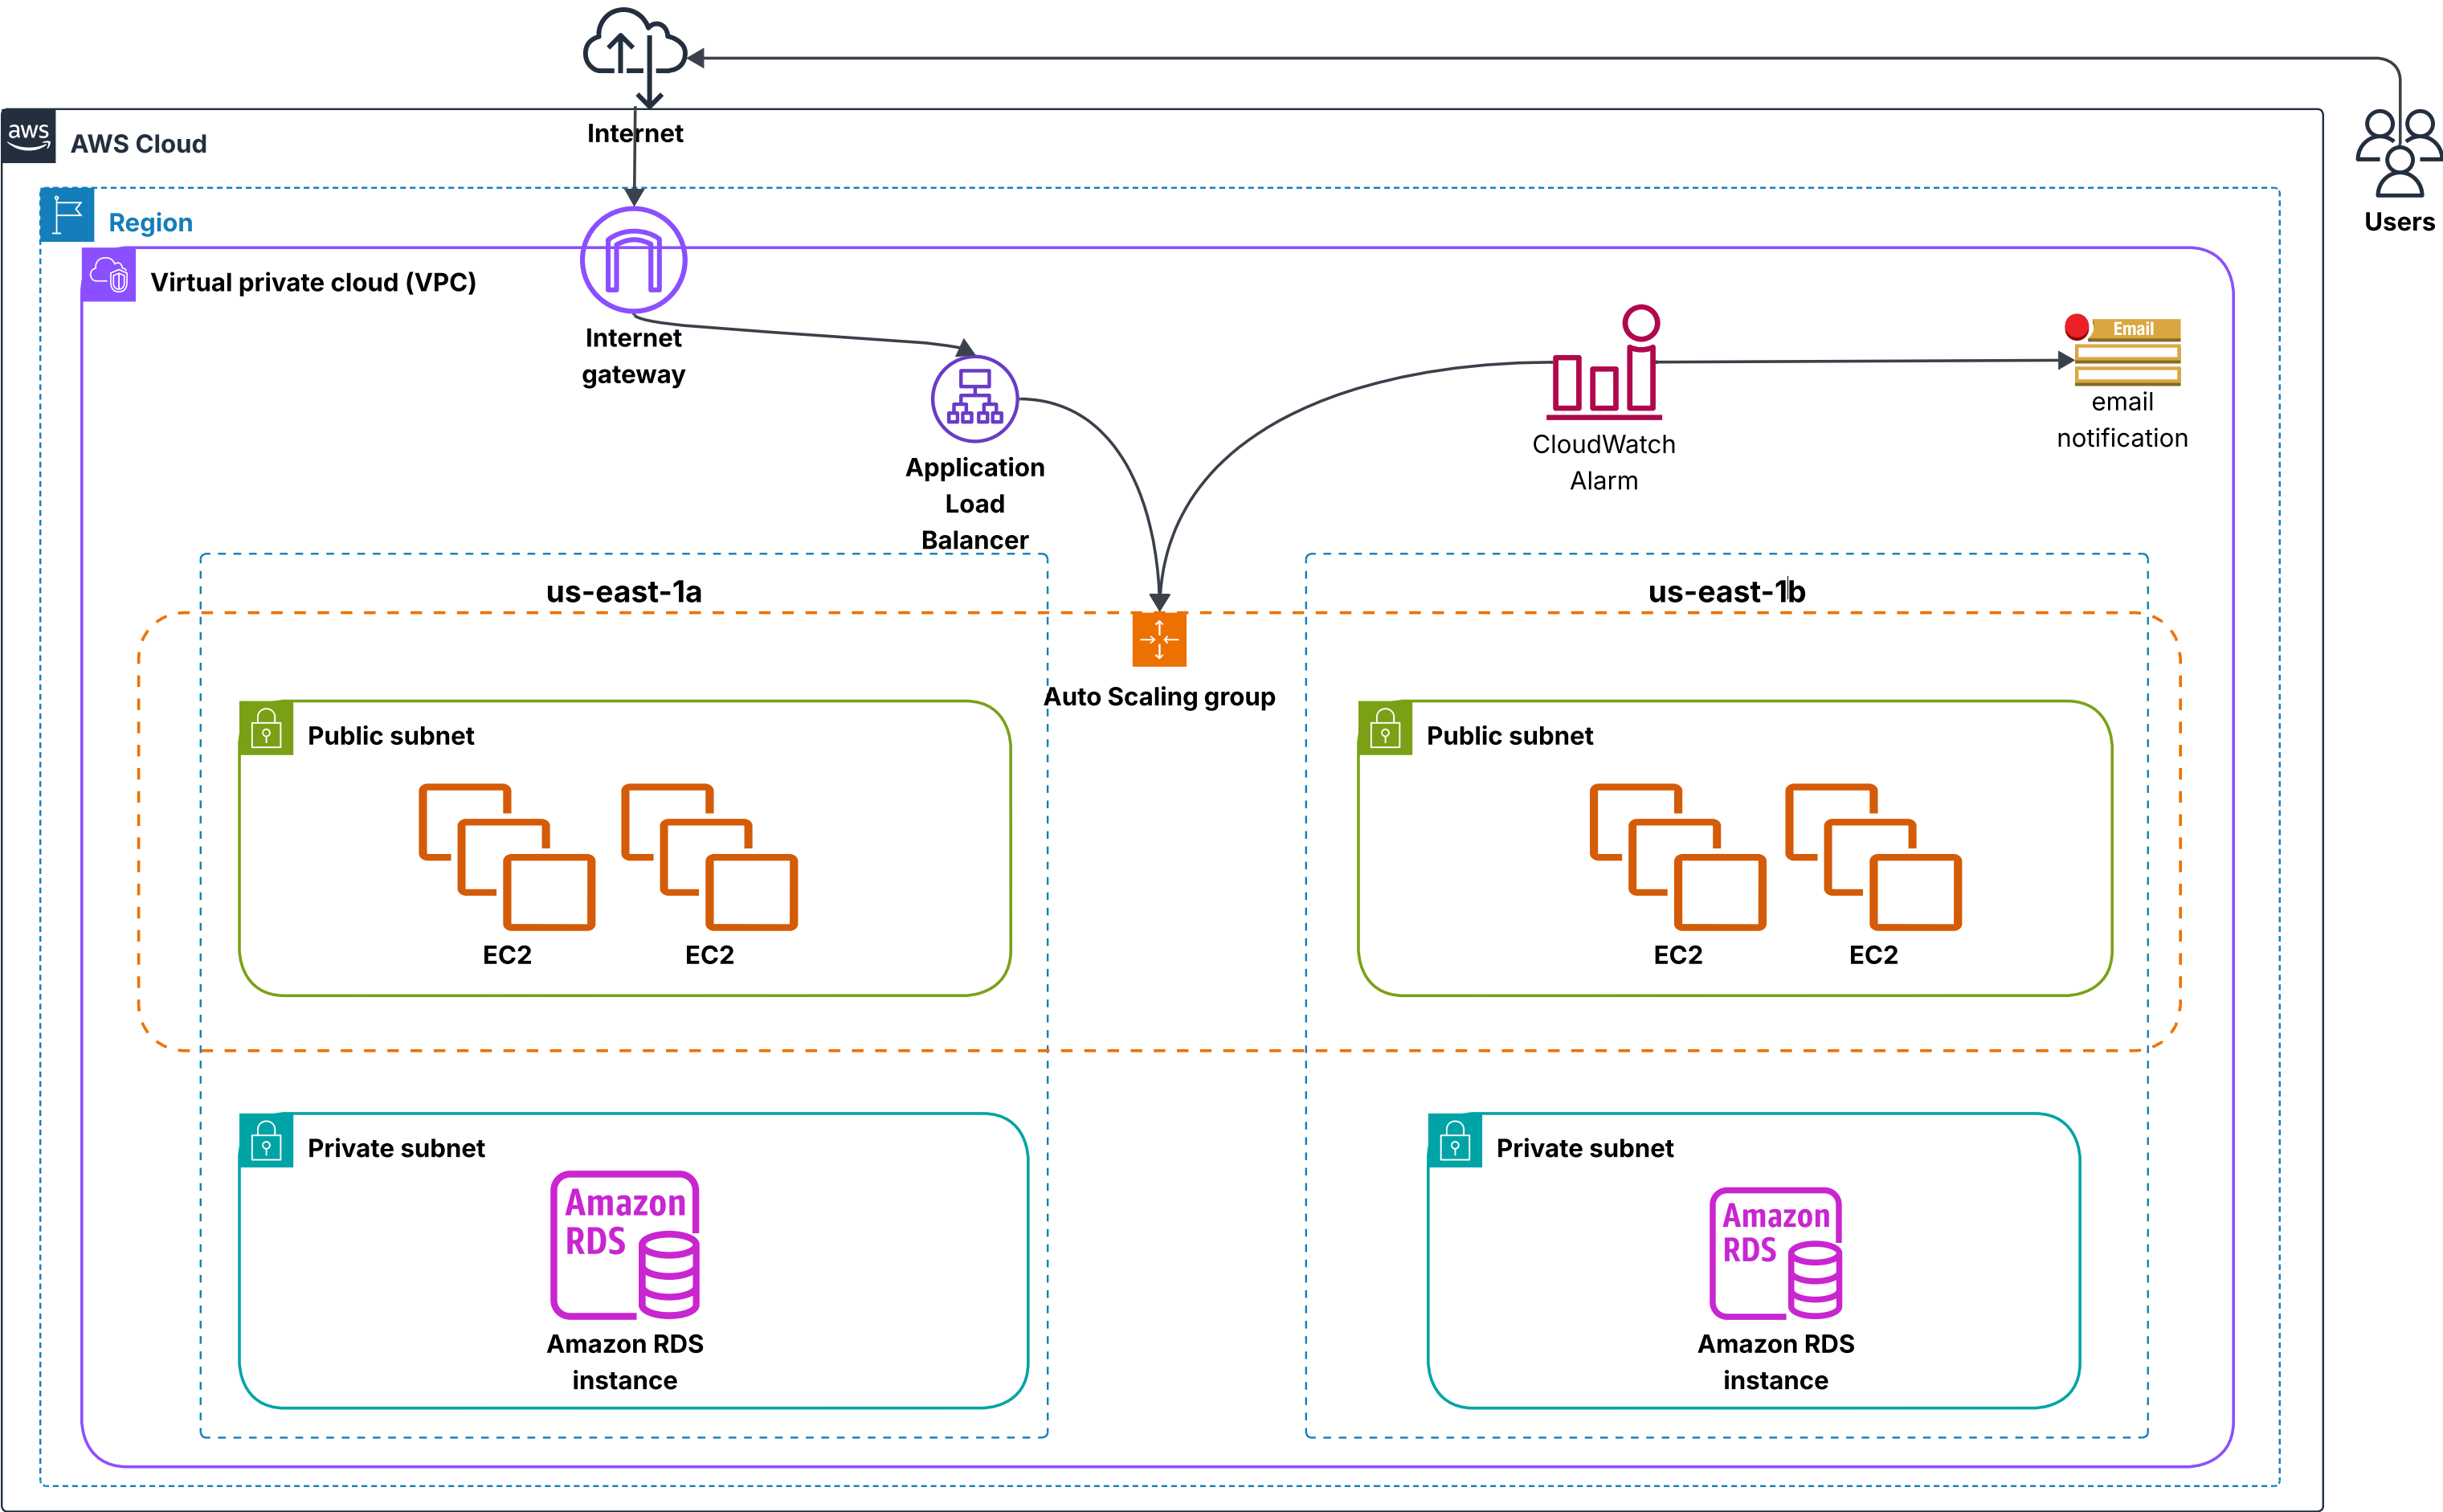 Internet
aws
AWS Cloud
Users
Region
Virtual private cloud (VPC)
Internet
gateway
Email
email
notification
CloudWatch
Alarm
Application
Load
Balancer
us-east-1a
us-east-1b
Auto Scaling group
Public subnet
Public subnet
EC2
EC2
EC2
EC2
Private subnet
Private subnet
Amazon
RDS
Amazon RDS
instance
Amazon
RDS
Amazon RDS
instance